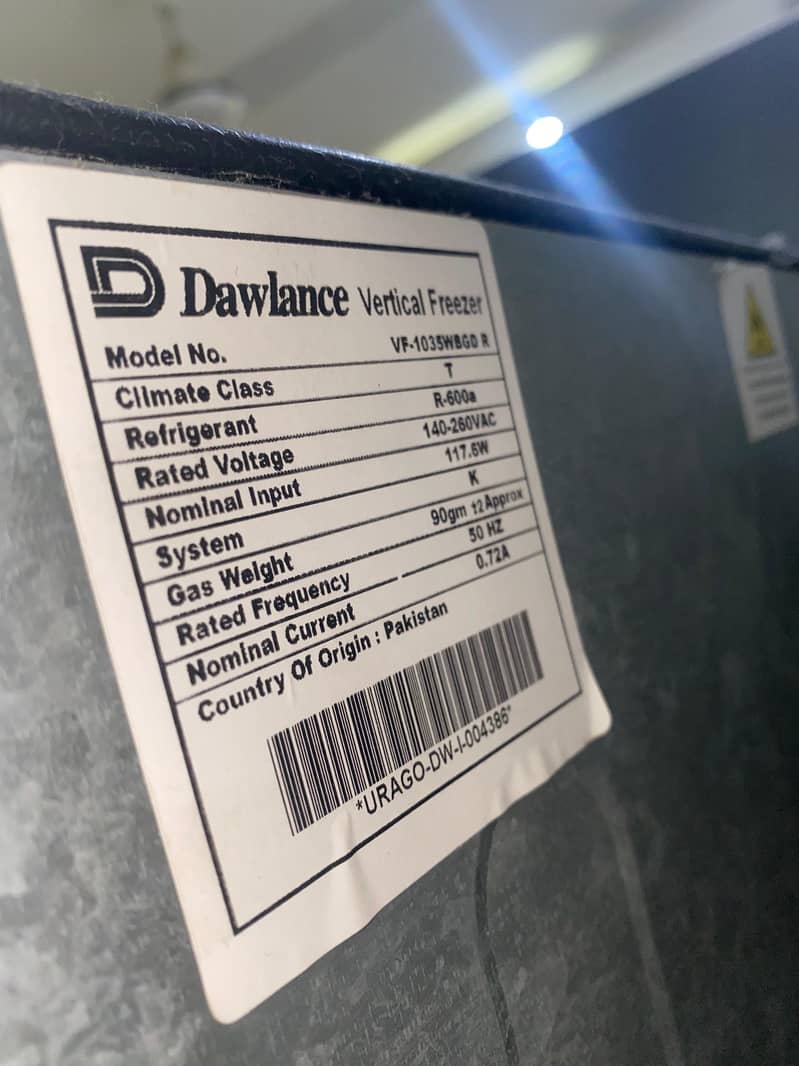 Dawlance Vertical Freezer
Model No. VF-1035WBGD R
Climate Class T
Refrigerant R-600a
Rated Voltage 140-260VAC
Nominal Input 117.6W
System K
Gas Weight 90gm ±2 Approx
Rated Frequency 50 HZ
Nominal Current 0.72A
Country Of Origin : Pakistan
*URAGO-DW-I-004386*